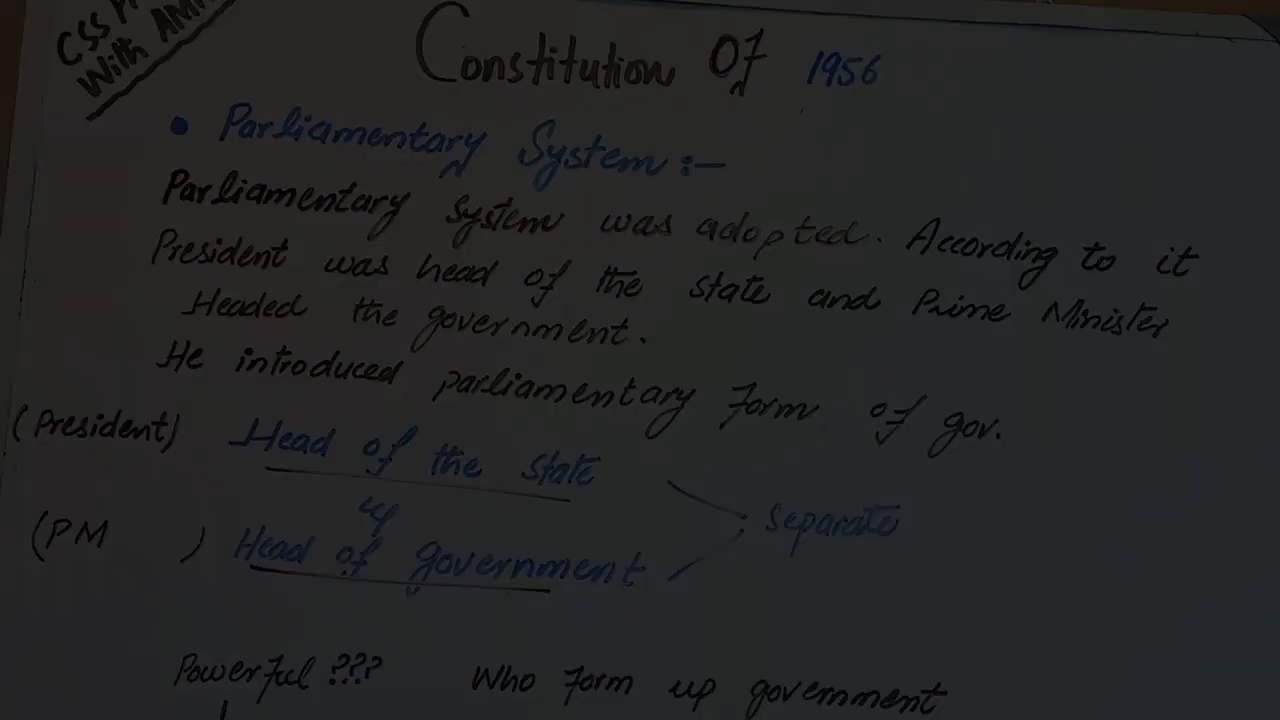 CSS
With
Constitution Of 1956
• Parliamentary System:-
Parliamentary system was adopted. According to it
President was head of the state and Prime Minister
Headed the government.
He introduced parliamentary form of gov.
(President) Head of the state
separate
(PM ) Head of government
Powerful ??? Who form up government